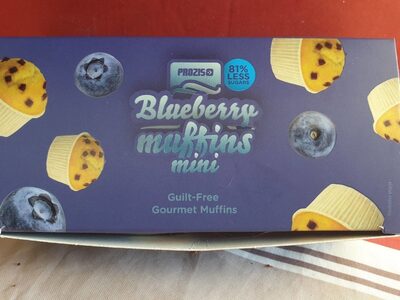 PROZIS
81%
LESS
SUGARS
Blueberry
muffins
mini
Guilt-Free
Gourmet Muffins